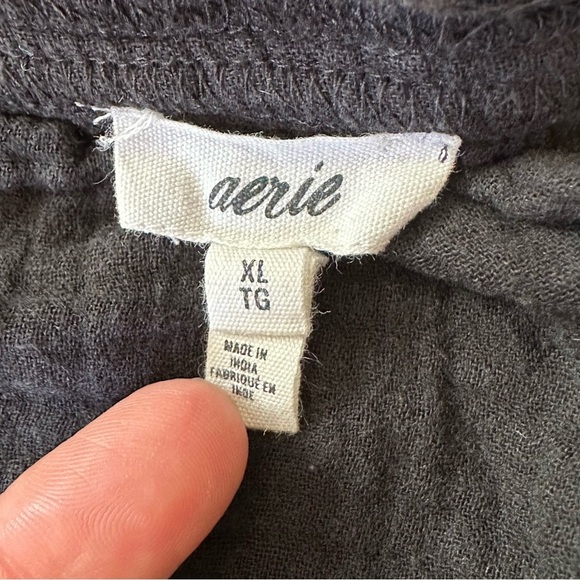 aerie
XL
TG
MADE IN
INDIA
FABRIQUÉ EN
INDE